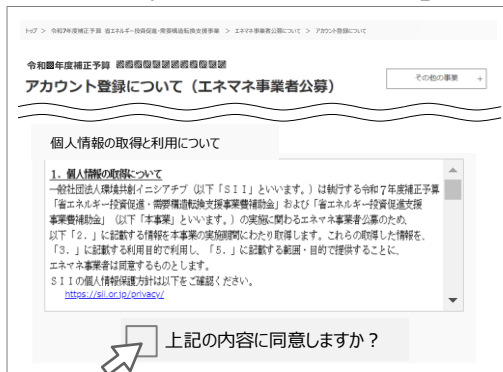 トップ > 令和7年度補正予算 省エネルギー投資促進・需要構造転換支援事業 > エネマネ事業者公募について > アカウント登録について
年度補正予算
アカウント登録について（エネマネ事業者公募）
その他の事業 +
個人情報の取得と利用について
1. 個人情報の取得について
一般社団法人環境共創イニシアチブ（以下「ＳＩＩ」といいます。）は執行する令和７年度補正予算
「省エネルギー投資促進・需要構造転換支援事業費補助金」および「省エネルギー投資促進支援
事業費補助金」（以下「本事業」といいます。）の実施に関わるエネマネ事業者公募のため、
以下「２．」に記載する情報を本事業の実施期間にわたり取得します。これらの取得した情報を、
「３．」に記載する利用目的で利用し、「５．」に記載する範囲・目的で提供することに、
エネマネ事業者は同意するものとします。
ＳＩＩの個人情報保護方針は以下をご確認ください。
https://sii.or.jp/privacy/
上記の内容に同意しますか？